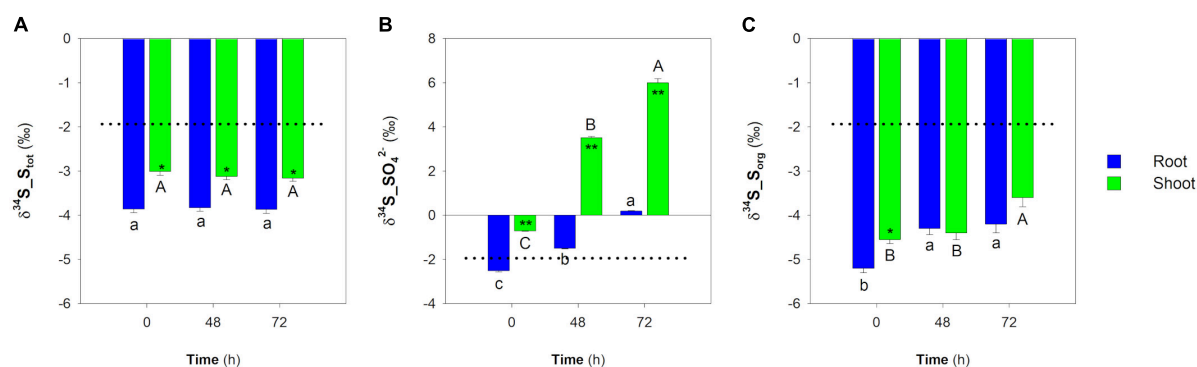 A
δ³⁴S_Sₜₒₜ (‰)
0
-1
-2
-3
-4
-5
-6
* * *
A A A
a a a
0 48 72
Time (h)
B
δ³⁴S_SO₄²⁻ (‰)
8
6
4
2
0
-2
-4
A
**
B
**
a
**
C
b
c
0 48 72
Time (h)
C
δ³⁴S_Sₒᵣg (‰)
0
-1
-2
-3
-4
-5
-6
*
A
a a
B B
b
0 48 72
Time (h)
Root
Shoot